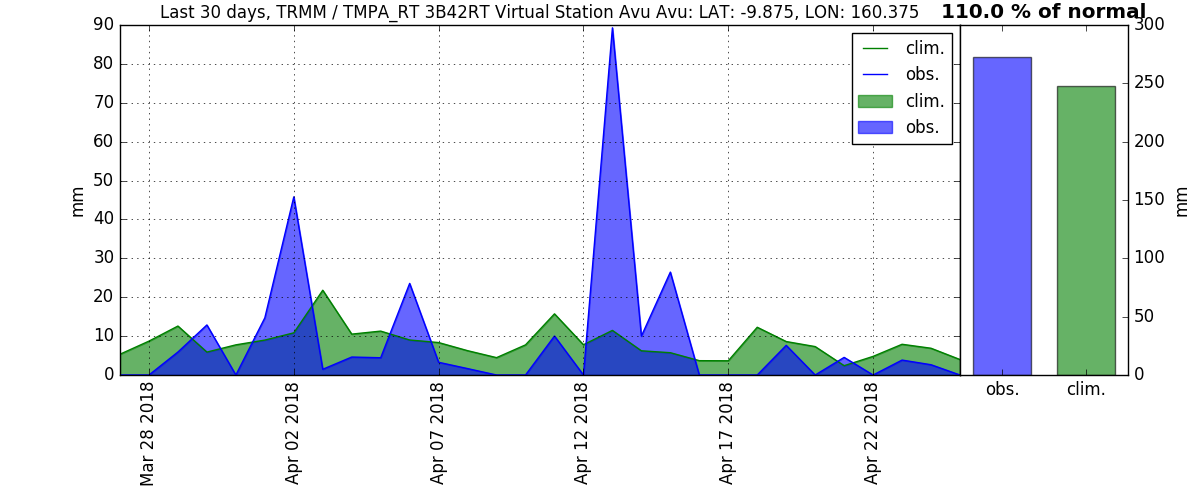 Last 30 days, TRMM / TMPA_RT 3B42RT Virtual Station Avu Avu: LAT: -9.875, LON: 160.375
110.0 % of normal
90
80
70
60
50
40
30
20
10
0
mm
clim.
obs.
clim.
obs.
Mar 28 2018
Apr 02 2018
Apr 07 2018
Apr 12 2018
Apr 17 2018
Apr 22 2018
300
250
200
150
100
50
0
mm
obs.
clim.